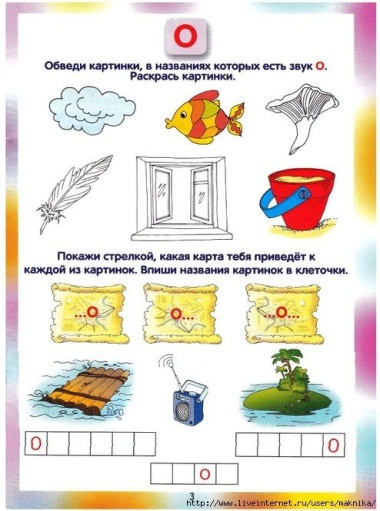 О
Обведи картинки, в названиях которых есть звук О.
Раскрась картинки.
Покажи стрелкой, какая карта тебя приведёт к
каждой из картинок. Впиши названия картинок в клеточки.
...о
о...
...о...
О
О
О
3
http://www.liveinternet.ru/users/maknika/